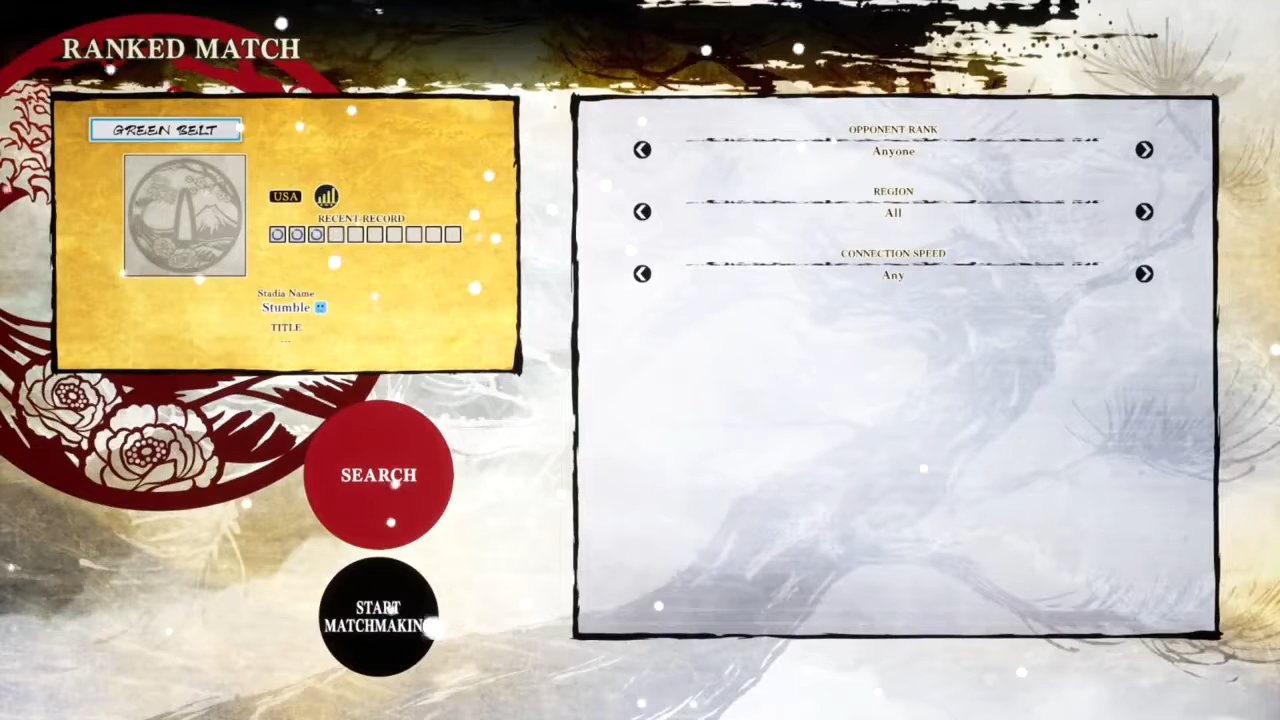 RANKED MATCH
GREEN BELT
USA
RECENT RECORD
Stadia Name
Stumble
TITLE
---
SEARCH
START
MATCHMAKING
OPPONENT RANK
Anyone
REGION
All
CONNECTION SPEED
Any